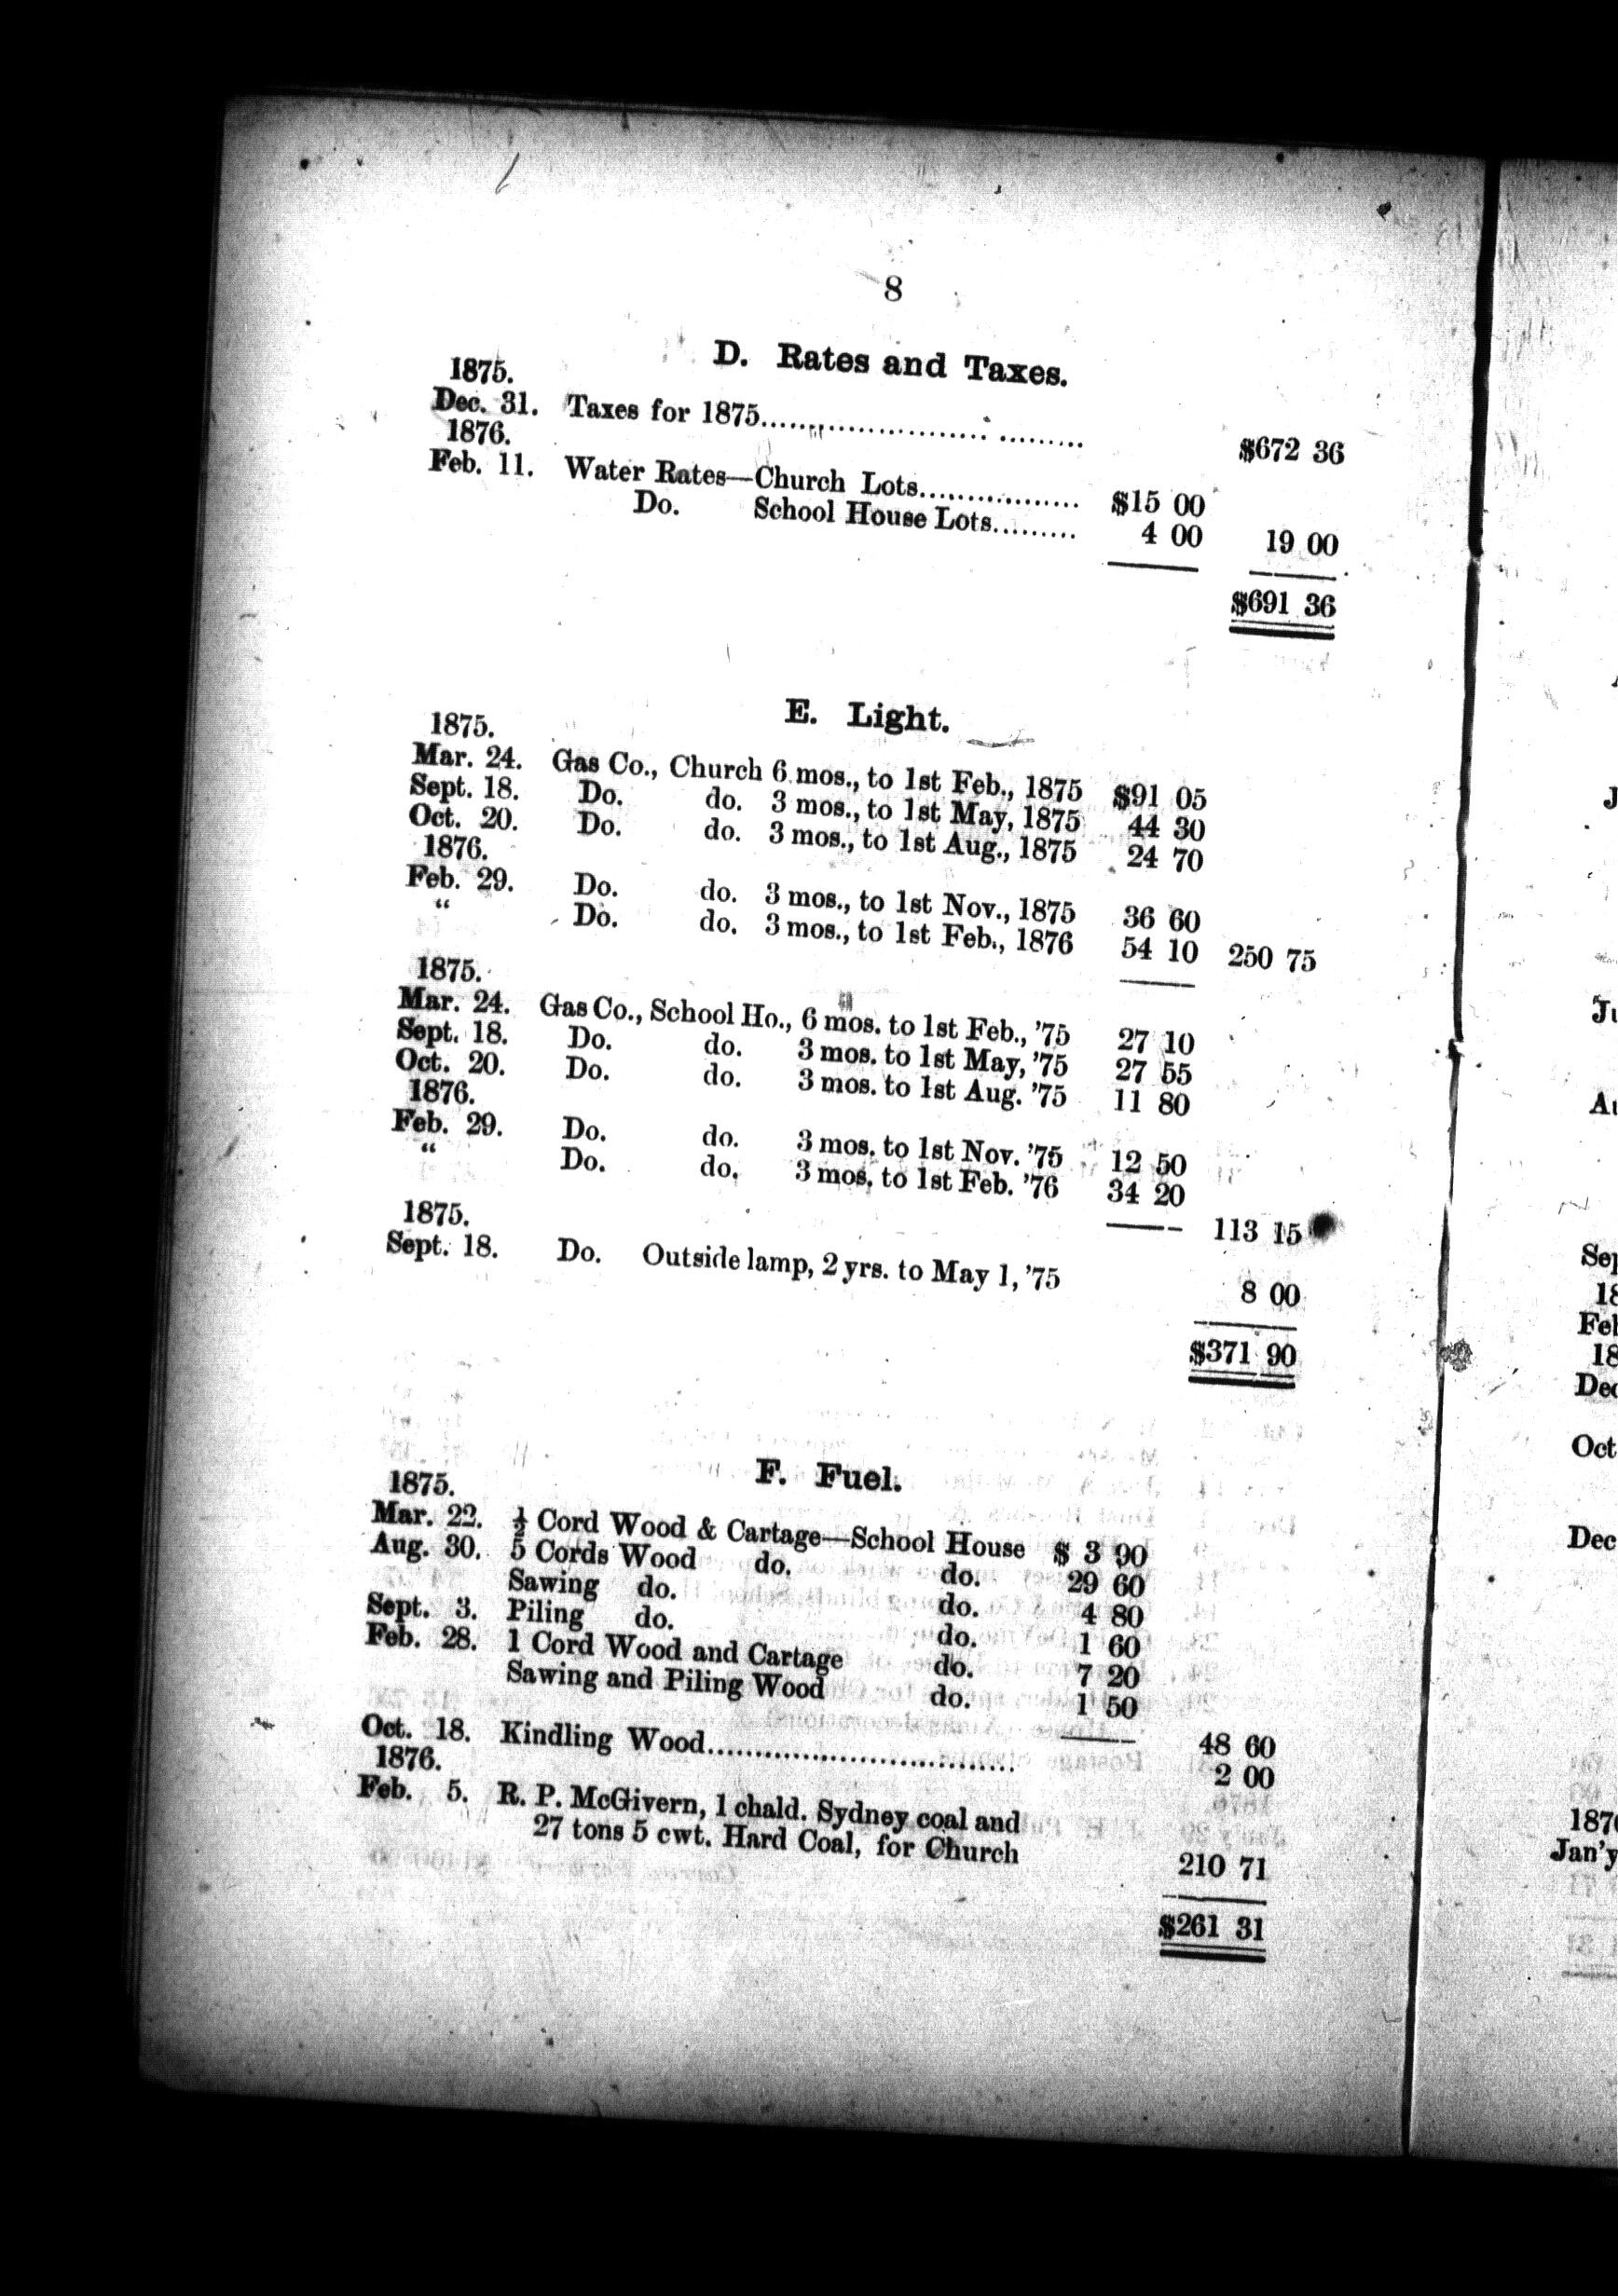 8
D. Rates and Taxes.
1875.
Dec. 31. Taxes for 1875................................ $672 36
1876.
Feb. 11. Water Rates—Church Lots................. $15 00
Do. School House Lots......... 4 00 19 00
$691 36
E. Light.
1875.
Mar. 24. Gas Co., Church 6 mos., to 1st Feb., 1875 $91 05
Sept. 18. Do. do. 3 mos., to 1st May, 1875 44 30
Oct. 20. Do. do. 3 mos., to 1st Aug., 1875 24 70
1876.
Feb. 29. Do. do. 3 mos., to 1st Nov., 1875 36 60
“ Do. do. 3 mos., to 1st Feb., 1876 54 10 250 75
1875.
Mar. 24. Gas Co., School Ho., 6 mos. to 1st Feb., ’75 27 10
Sept. 18. Do. do. 3 mos. to 1st May, ’75 27 55
Oct. 20. Do. do. 3 mos. to 1st Aug. ’75 11 80
1876.
Feb. 29. Do. do. 3 mos. to 1st Nov. ’75 12 50
“ Do. do. 3 mos. to 1st Feb. ’76 34 20
113 15
1875.
Sept. 18. Do. Outside lamp, 2 yrs. to May 1, ’75 8 00
$371 90
F. Fuel.
1875.
Mar. 22. ½ Cord Wood & Cartage—School House $ 3 90
Aug. 30. 5 Cords Wood do. do. 29 60
Sawing do. do. 4 80
Sept. 3. Piling do. do. 1 60
Feb. 28. 1 Cord Wood and Cartage do. 7 20
Sawing and Piling Wood do. 1 50
48 60
Oct. 18. Kindling Wood................................ 2 00
1876.
Feb. 5. R. P. McGivern, 1 chald. Sydney coal and
27 tons 5 cwt. Hard Coal, for Church 210 71
$261 31
Sep
Feb
Dec
Oct
Dec
1876
Jan'y